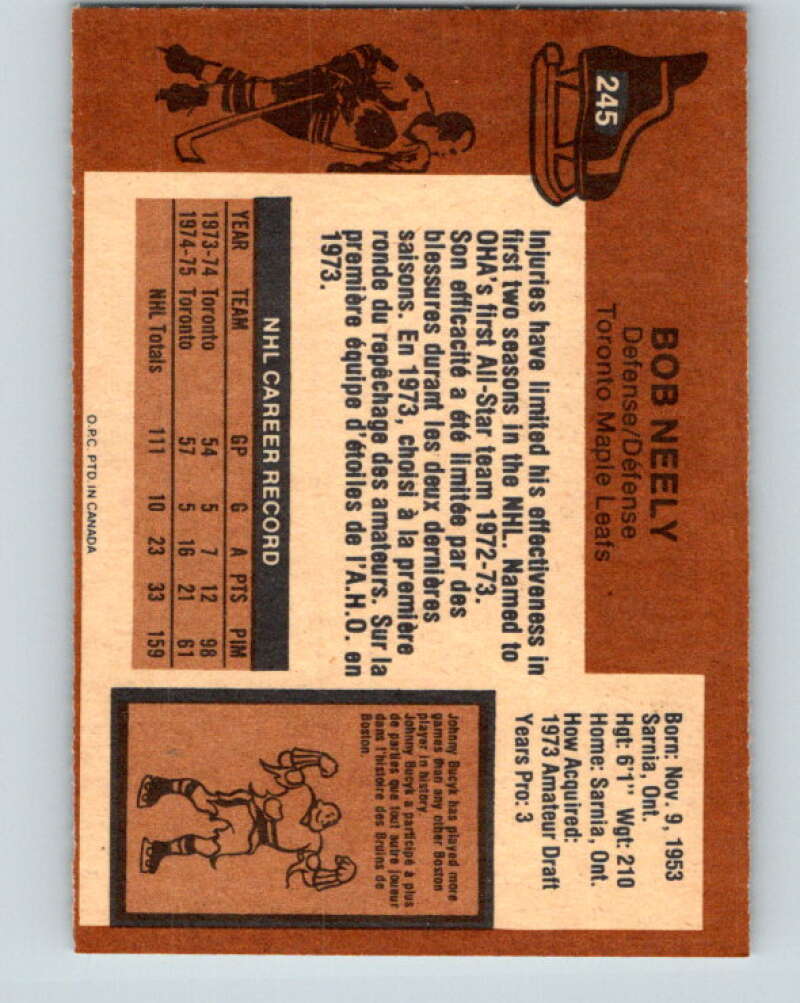 245
BOB NEELY
Defense/Défense
Toronto Maple Leafs
Born: Nov. 9, 1953
Sarnia, Ont.
Hgt: 6'1" Wgt: 210
Home: Sarnia, Ont.
How Acquired:
1973 Amateur Draft
Years Pro: 3
Injuries have limited his effectiveness in
first two seasons in the NHL. Named to
OHA's first All-Star team 1972-73.
Son efficacité a été limitée par des
blessures durant les deux dernières
saisons. En 1973, choisi à la première
ronde du repêchage des amateurs. Sur la
première équipe d'étoiles de l'A.H.O. en
1973.
NHL CAREER RECORD
YEAR TEAM GP G A PTS PIM
1973-74 Toronto 54 5 7 12 98
1974-75 Toronto 57 5 16 21 61
NHL Totals 111 10 23 33 159
Johnny Bucyk has played more
games than any other Boston
player in history
Johnny Bucyk a participé à plus
de parties que tout autre joueur
dans l'histoire des Bruins de
Boston.
O.P.C. PTD. IN CANADA